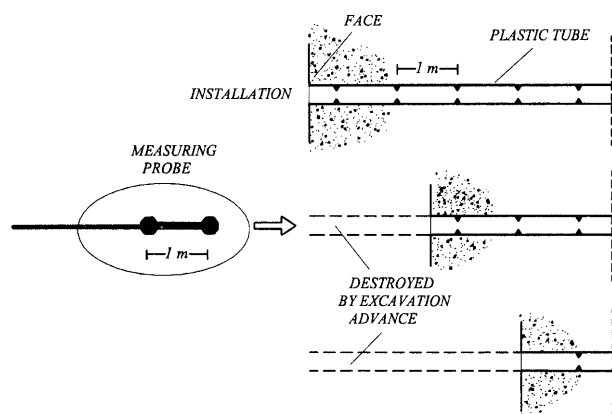 FACE
PLASTIC TUBE
1 m
INSTALLATION
MEASURING
PROBE
1 m
DESTROYED
BY EXCAVATION
ADVANCE